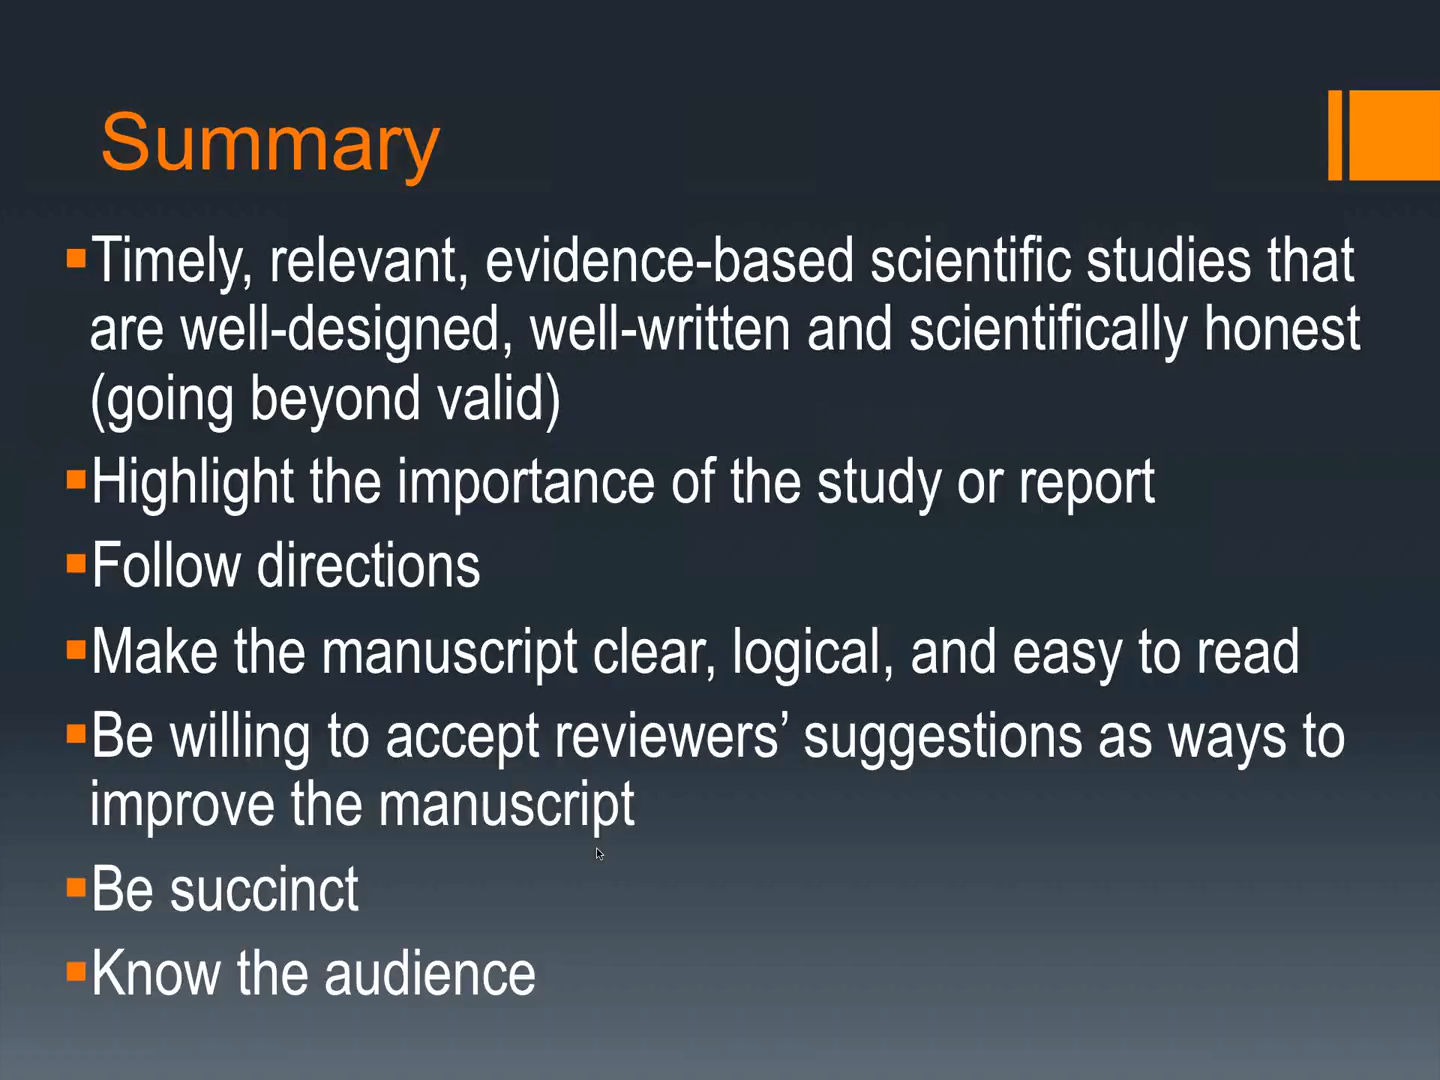 Summary
Timely, relevant, evidence-based scientific studies that
are well-designed, well-written and scientifically honest
(going beyond valid)
Highlight the importance of the study or report
Follow directions
Make the manuscript clear, logical, and easy to read
Be willing to accept reviewers’ suggestions as ways to
improve the manuscript
Be succinct
Know the audience